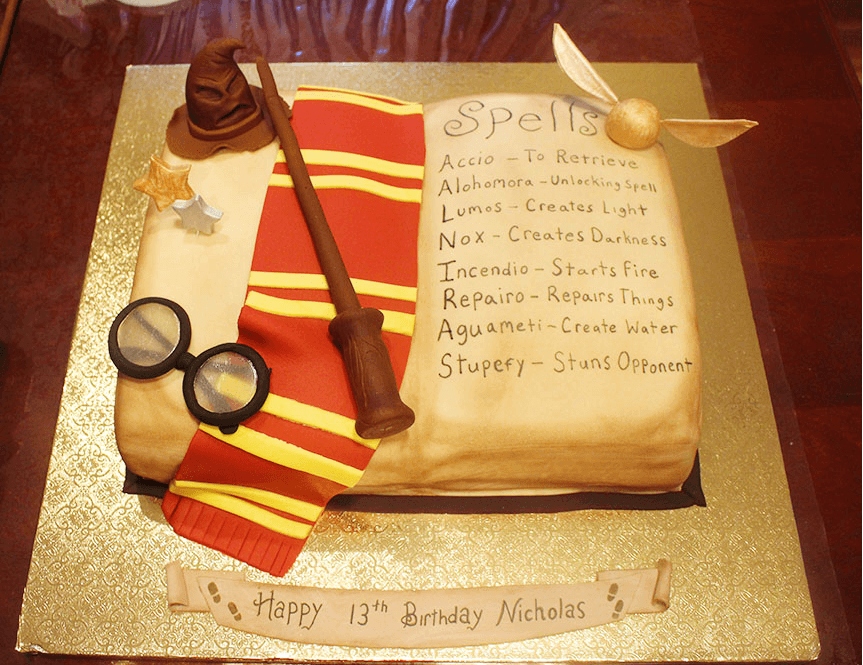 Spells
Accio – To Retrieve
Alohomora – Unlocking Spell
Lumos – Creates Light
Nox – Creates Darkness
Incendio – Starts Fire
Reparo – Repairs Things
Aguameti – Create Water
Stupefy – Stuns Opponent
Happy 13th Birthday Nicholas